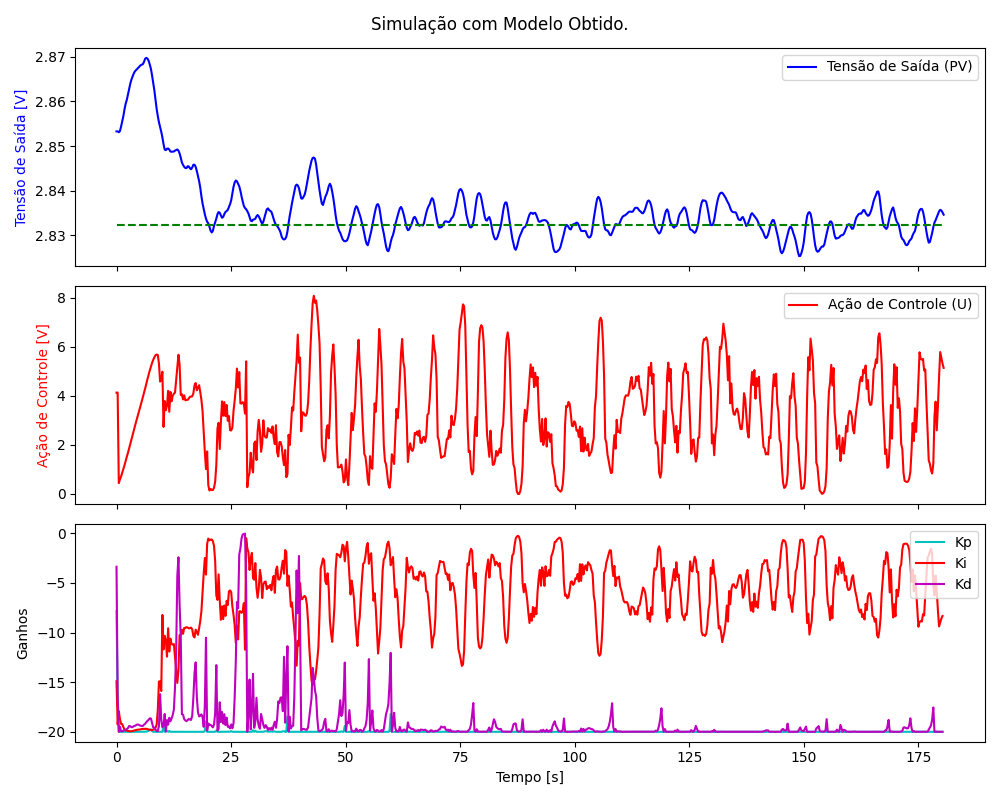 Simulação com Modelo Obtido.
Tensão de Saída [V]
2.87
2.86
2.85
2.84
2.83
Tensão de Saída (PV)
Ação de Controle [V]
8
6
4
2
0
Ação de Controle (U)
Ganhos
0
−5
−10
−15
−20
Kp
Ki
Kd
0
25
50
75
100
125
150
175
Tempo [s]